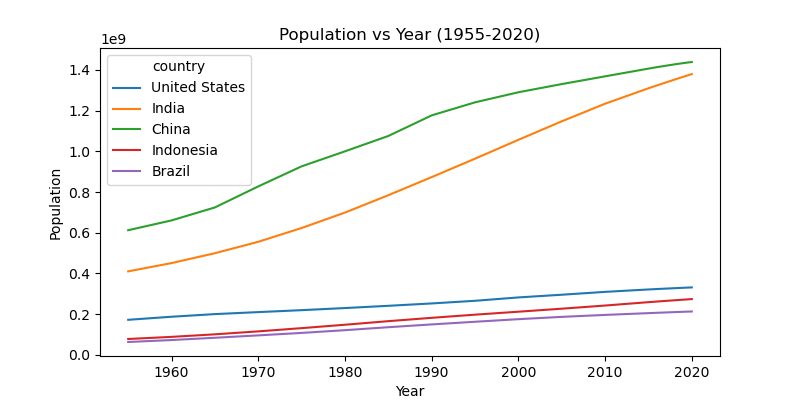 Population vs Year (1955-2020)
1e9
country
United States
India
China
Indonesia
Brazil
Population
1.4
1.2
1.0
0.8
0.6
0.4
0.2
0.0
1960 1970 1980 1990 2000 2010 2020
Year